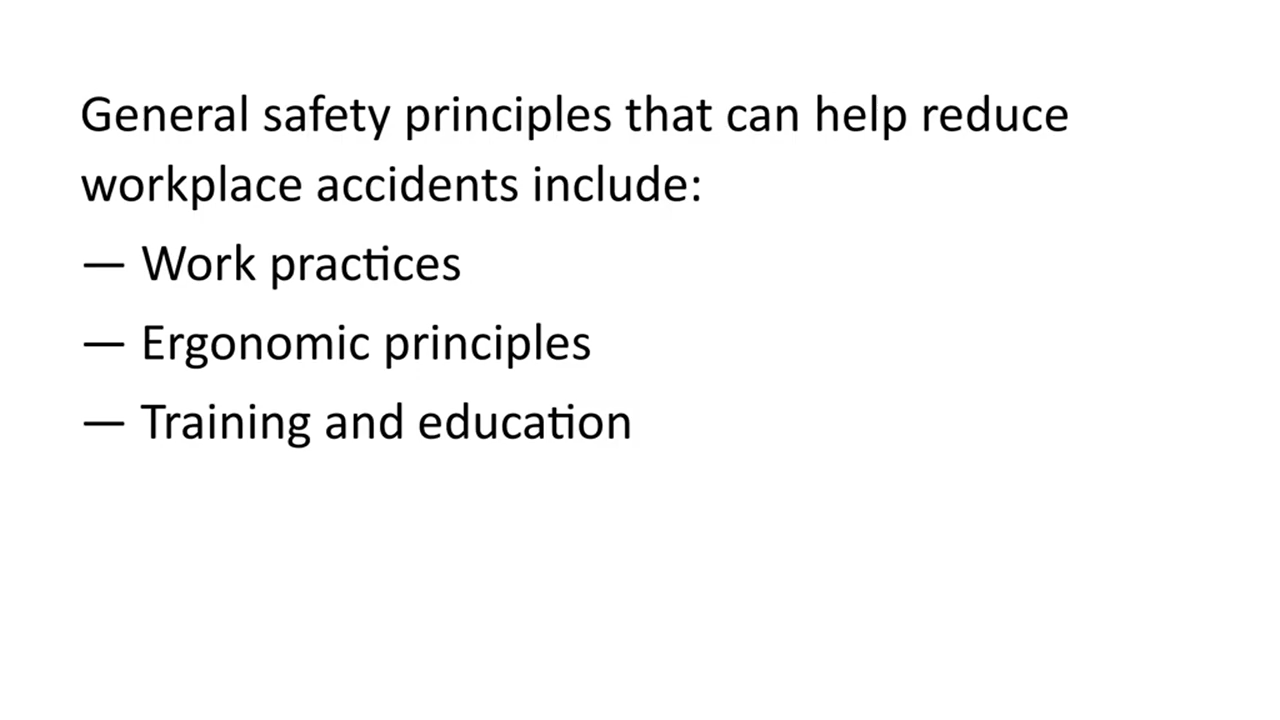 General safety principles that can help reduce
workplace accidents include:
— Work practices
— Ergonomic principles
— Training and education